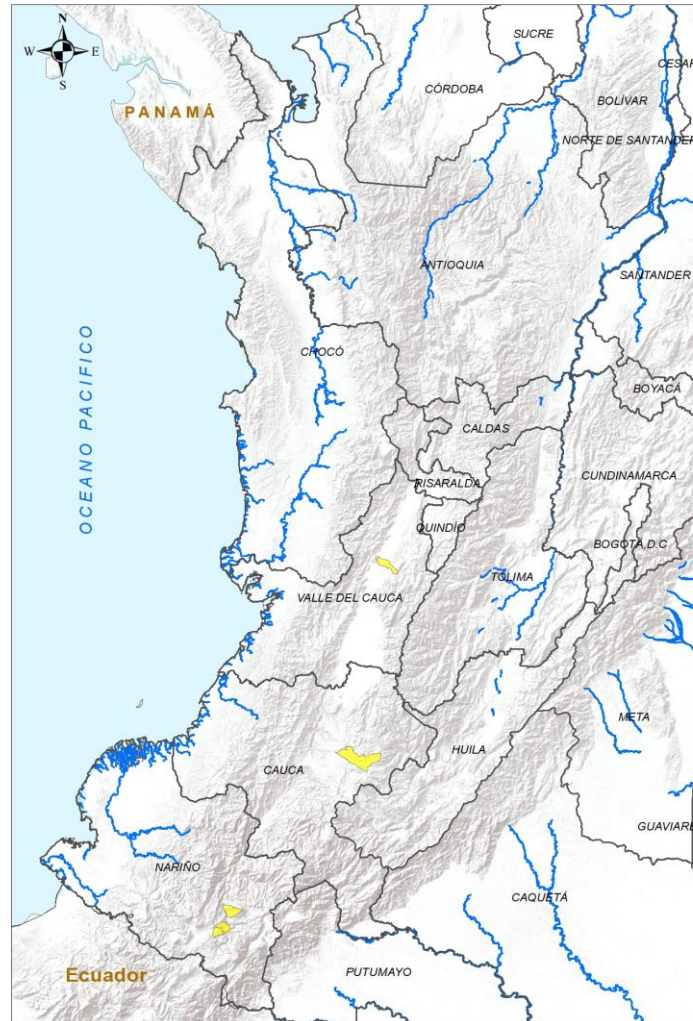 N
W E
S
SUCRE
CESAR
CÓRDOBA
BOLÍVAR
PANAMÁ
NORTE DE SANTANDER
ANTIOQUIA
SANTANDER
OCEANO PACIFICO
CHOCÓ
BOYACÁ
CALDAS
CUNDINAMARCA
RISARALDA
QUINDÍO
BOGOTÁ,D.C
TOLIMA
VALLE DEL CAUCA
META
HUILA
CAUCA
GUAVIARE
NARIÑO
CAQUETÁ
Ecuador
PUTUMAYO